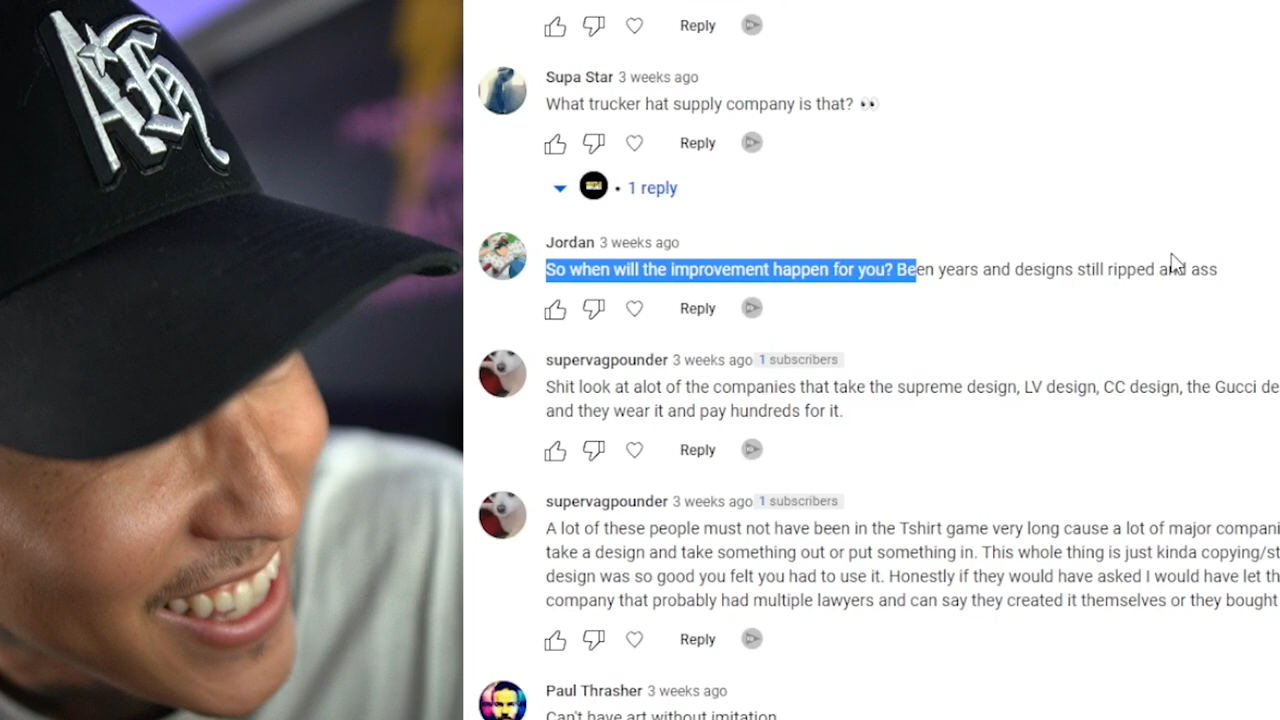 Reply
Supa Star 3 weeks ago
What trucker hat supply company is that? 👀
Reply
• 1 reply
Jordan 3 weeks ago
So when will the improvement happen for you? Been years and designs still ripped and ass
Reply
supervagpounder 3 weeks ago 1 subscribers
Shit look at alot of the companies that take the supreme design, LV design, CC design, the Gucci de
and they wear it and pay hundreds for it.
Reply
supervagpounder 3 weeks ago 1 subscribers
A lot of these people must not have been in the Tshirt game very long cause a lot of major compani
take a design and take something out or put something in. This whole thing is just kinda copying/st
design was so good you felt you had to use it. Honestly if they would have asked I would have let th
company that probably had multiple lawyers and can say they created it themselves or they bought
Reply
Paul Thrasher 3 weeks ago
Can't have art without imitation